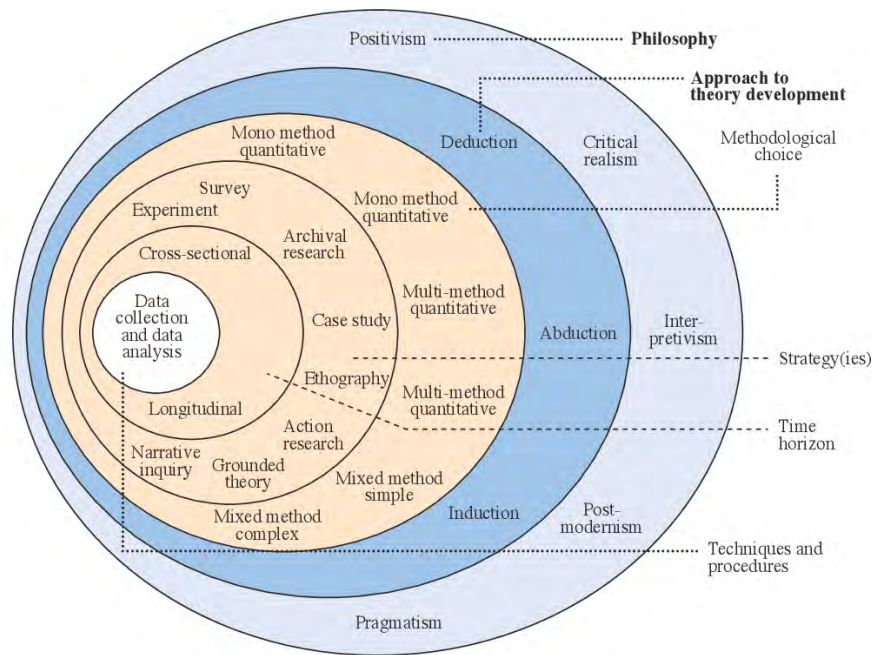 Positivism
Philosophy
Approach to
theory development
Mono method
quantitative
Deduction
Critical
realism
Methodological
choice
Survey
Experiment
Mono method
quantitative
Archival
research
Cross-sectional
Data
collection
and data
analysis
Case study
Multi-method
quantitative
Abduction
Inter-
pretivism
Strategy(ies)
Ethography
Multi-method
quantitative
Longitudinal
Time
horizon
Action
research
Narrative
inquiry
Grounded
theory
Mixed method
simple
Mixed method
complex
Induction
Post-
modernism
Techniques and
procedures
Pragmatism